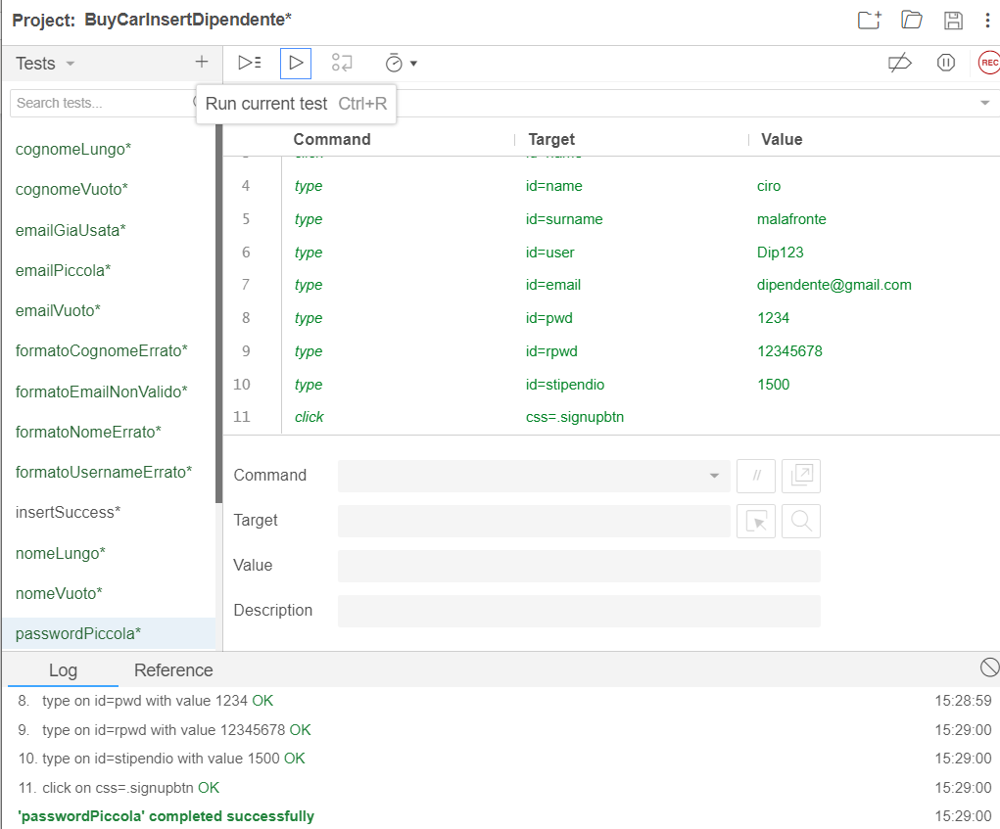 Project: BuyCarInsertDipendente*
Tests
Search tests...
Run current test Ctrl+R
cognomeLungo*
cognomeVuoto*
emailGiaUsata*
emailPiccola*
emailVuoto*
formatoCognomeErrato*
formatoEmailNonValido*
formatoNomeErrato*
formatoUsernameErrato*
insertSuccess*
nomeLungo*
nomeVuoto*
passwordPiccola*
REC
Command Target Value
4 type id=name ciro
5 type id=surname malafronte
6 type id=user Dip123
7 type id=email dipendente@gmail.com
8 type id=pwd 1234
9 type id=rpwd 12345678
10 type id=stipendio 1500
11 click css=.signupbtn
Command //
Target
Value
Description
Log Reference
8. type on id=pwd with value 1234 OK 15:28:59
9. type on id=rpwd with value 12345678 OK 15:29:00
10. type on id=stipendio with value 1500 OK 15:29:00
11. click on css=.signupbtn OK 15:29:00
'passwordPiccola' completed successfully 15:29:00